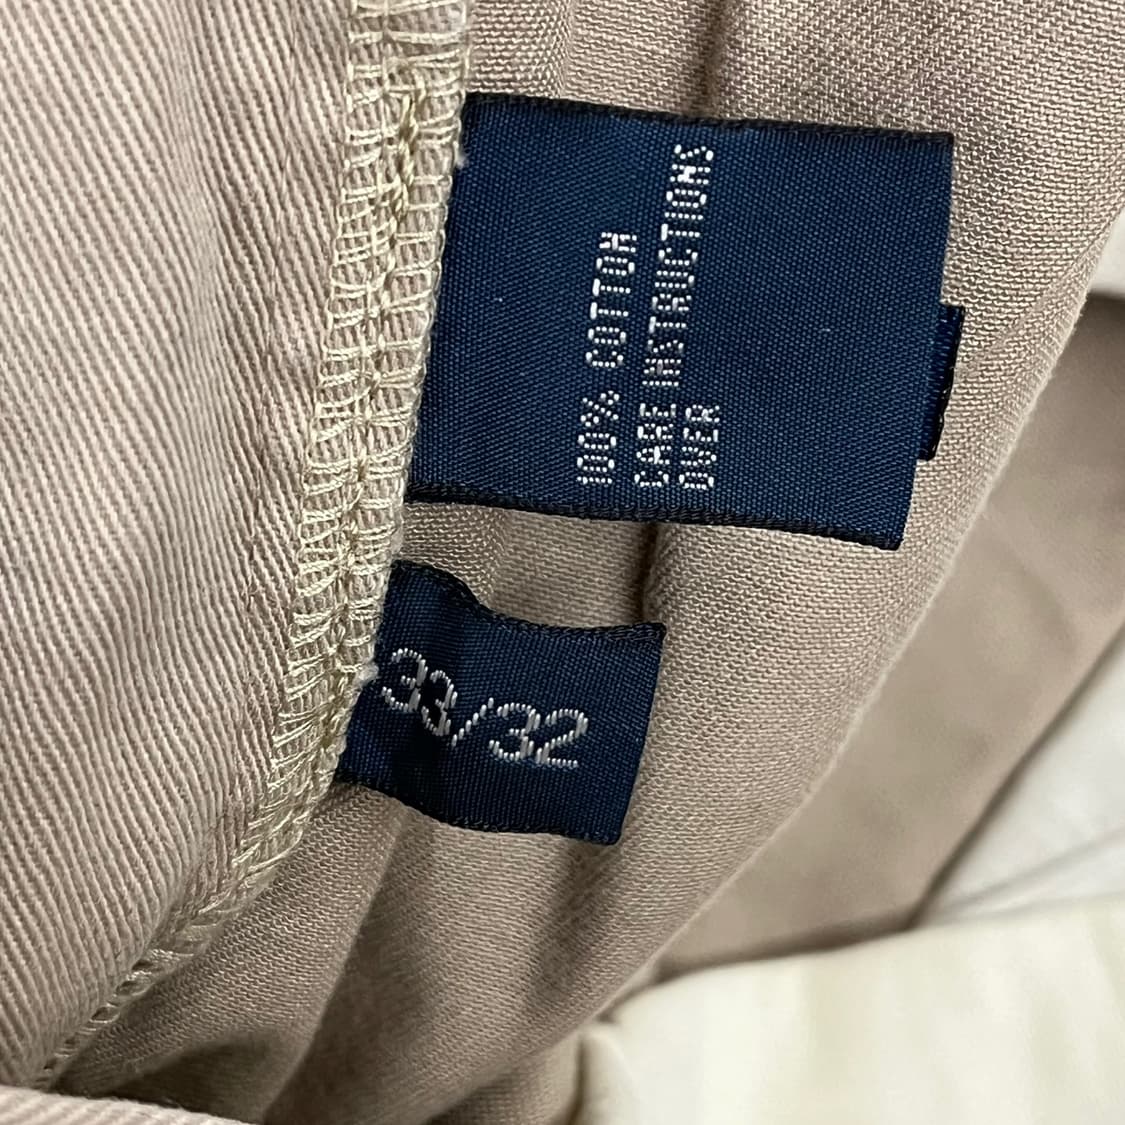 100% COTTON
CARE INSTRUCTIONS
OVER
33/32